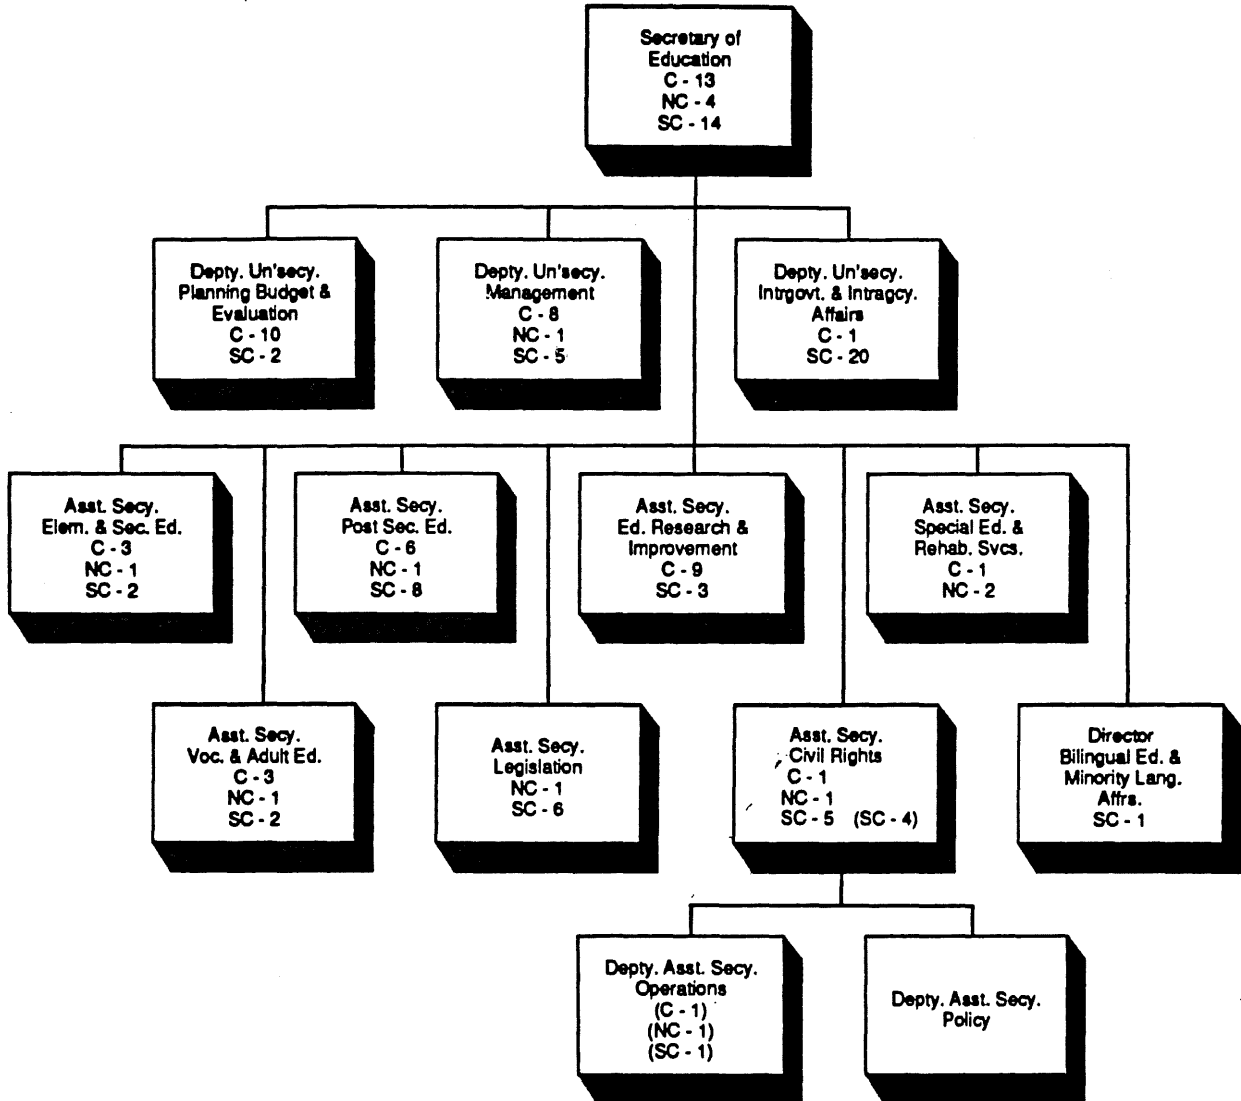 Secretary of
Education
C - 13
NC - 4
SC - 14
Depty. Un'secy.
Planning Budget &
Evaluation
C - 10
SC - 2
Depty. Un'secy.
Management
C - 8
NC - 1
SC - 5
Depty. Un'secy.
Intrgovt. & Intragcy.
Affairs
C - 1
SC - 20
Asst. Secy.
Elem. & Sec. Ed.
C - 3
NC - 1
SC - 2
Asst. Secy.
Post Sec. Ed.
C - 6
NC - 1
SC - 8
Asst. Secy.
Ed. Research &
Improvement
C - 9
SC - 3
Asst. Secy.
Special Ed. &
Rehab. Svcs.
C - 1
NC - 2
Asst. Secy.
Voc. & Adult Ed.
C - 3
NC - 1
SC - 2
Asst. Secy.
Legislation
NC - 1
SC - 6
Asst. Secy.
Civil Rights
C - 1
NC - 1
SC - 5 (SC - 4)
Director
Bilingual Ed. &
Minority Lang.
Affrs.
SC - 1
Depty. Asst. Secy.
Operations
(C - 1)
(NC - 1)
(SC - 1)
Depty. Asst. Secy.
Policy